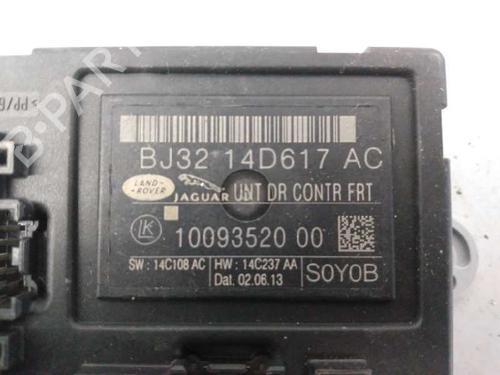 BJ32 14D617 AC
LAND-
ROVER
JAGUAR
UNT DR CONTR FRT
LK
10093520 00
SW : 14C108 AC
HW : 14C237 AA
Dat. 02.06.13
S0Y0B